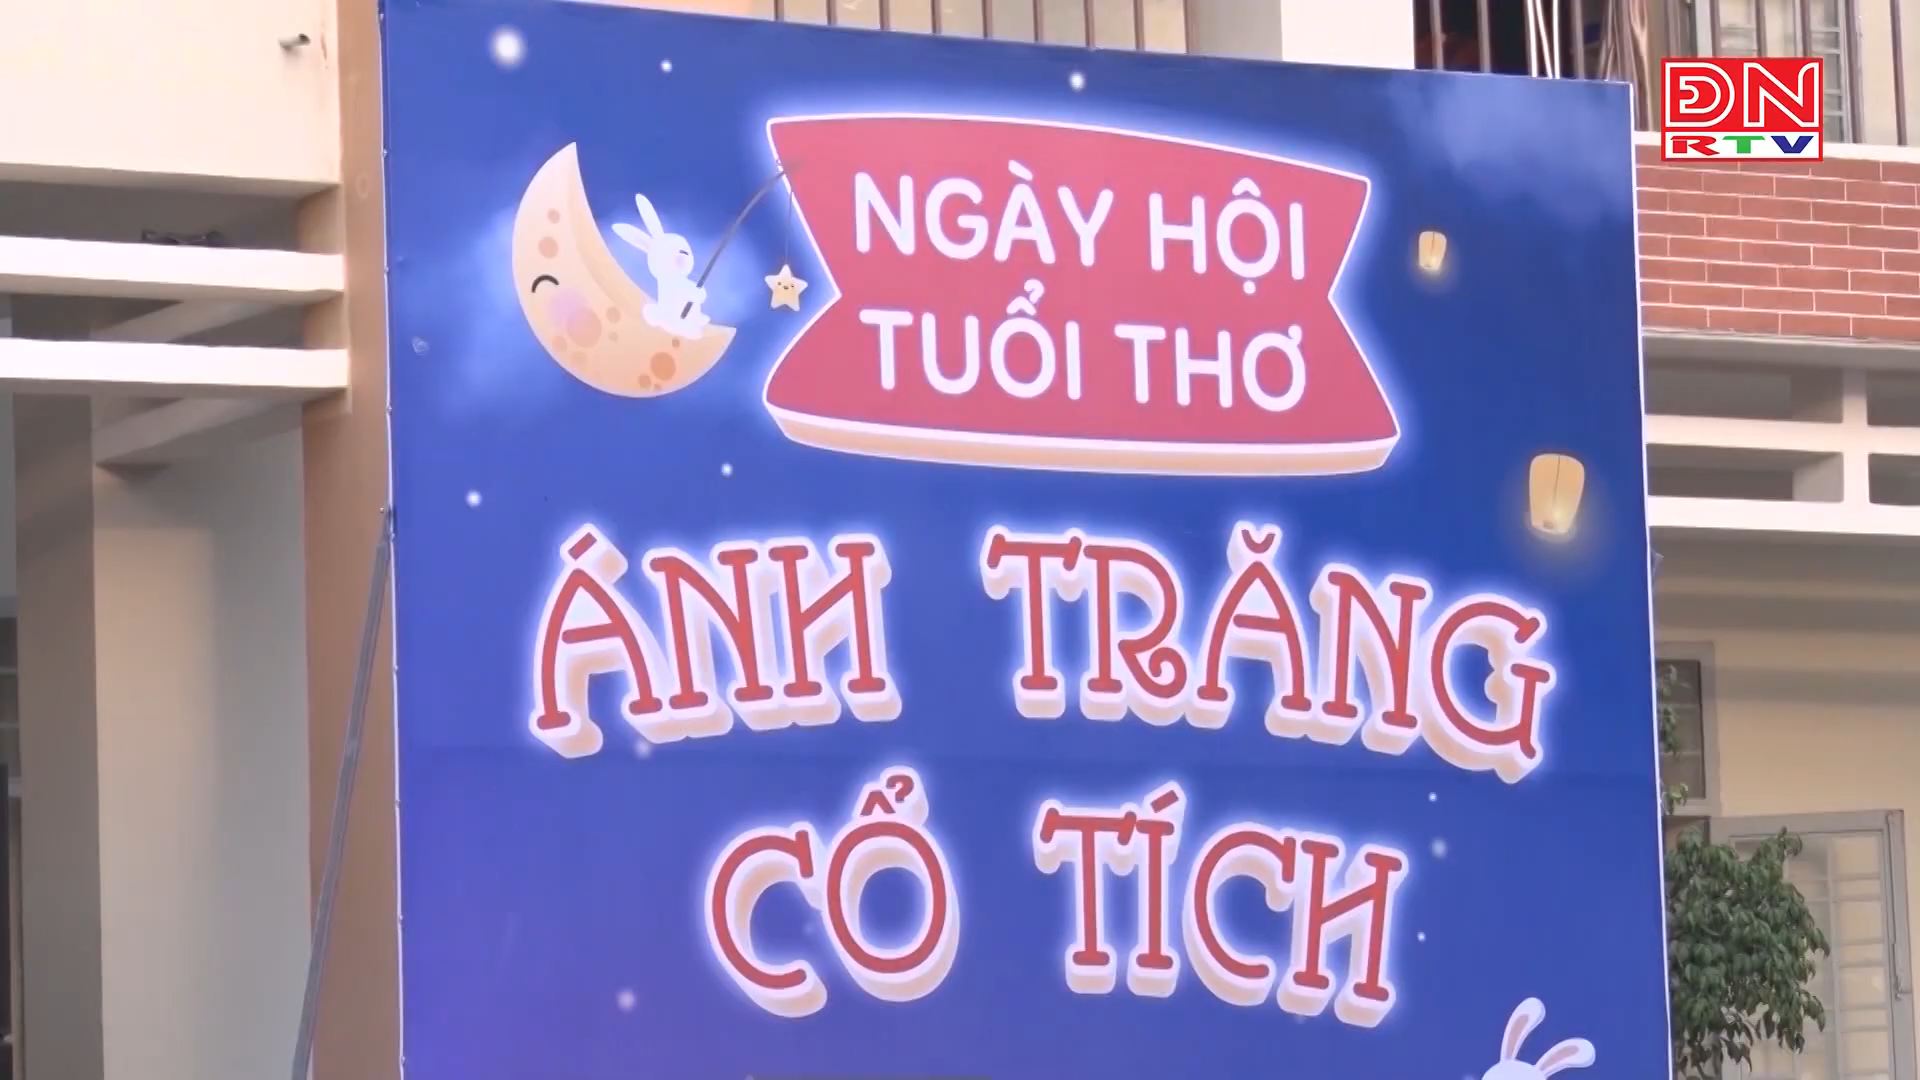 ĐN
RTV
NGÀY HỘI
TUỔI THƠ
ÁNH TRĂNG
CỔ TÍCH